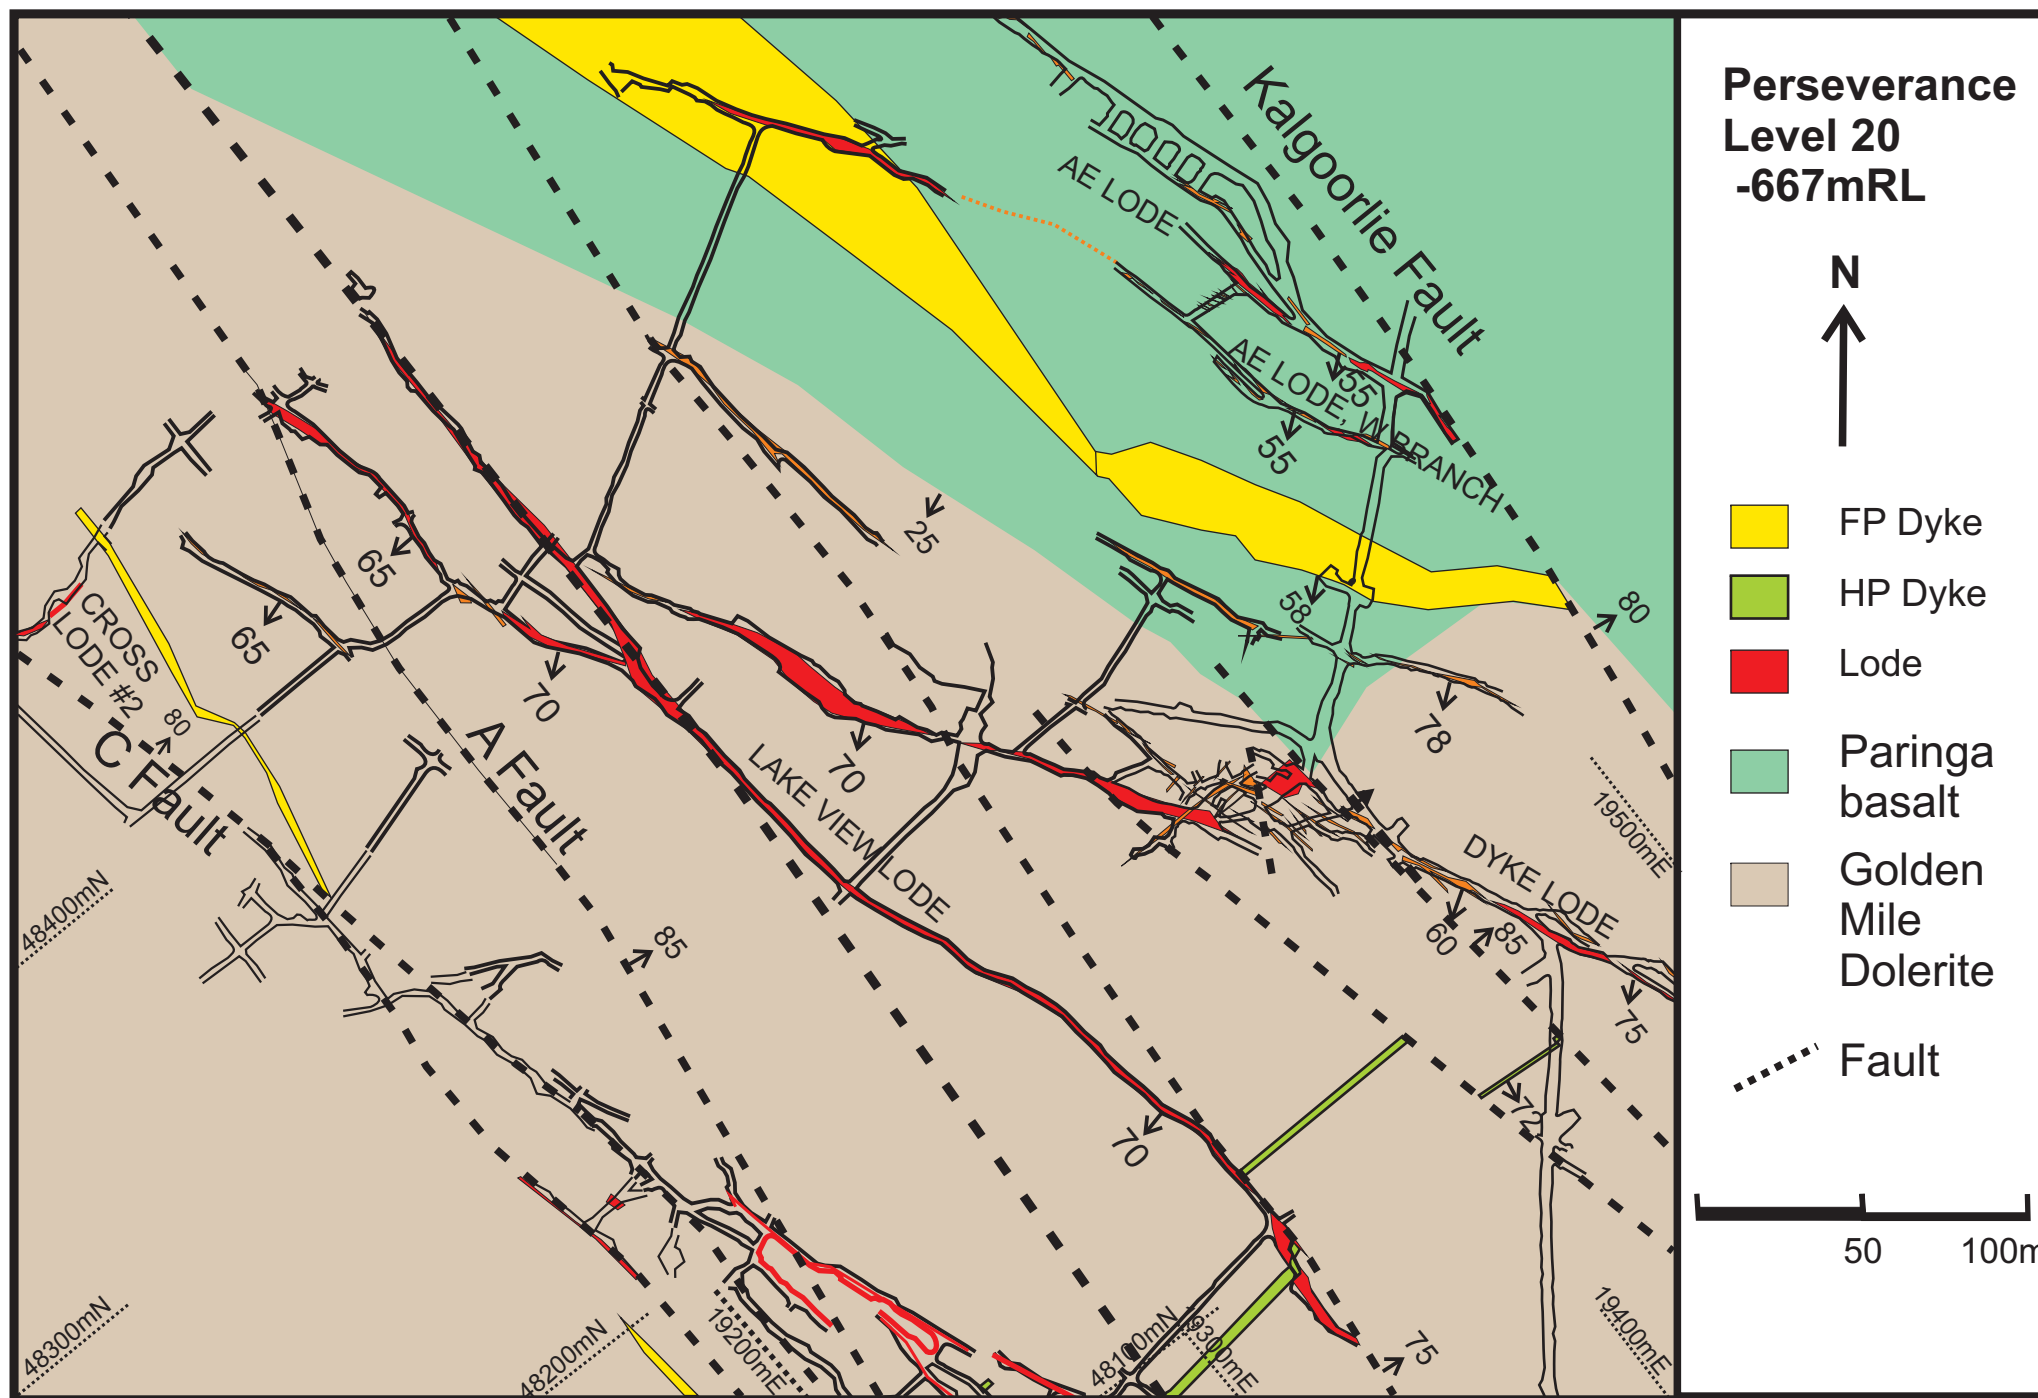 Perseverance
Level 20
-667mRL
N
FP Dyke
HP Dyke
Lode
Paringa
basalt
Golden
Mile
Dolerite
Fault
50 100m
Kalgoorlie Fault
AE LODE
55
AE LODE, W BRANCH
55
25
65
65
CROSS
LODE #2
80
C Fault
A Fault
70
70
LAKE VIEW LODE
58
80
78
19500mE
DYKE LODE
60
85
75
48400mN
85
72
70
48300mN
48200mN
19200mE
48100mN
9300mE
75
19400mE